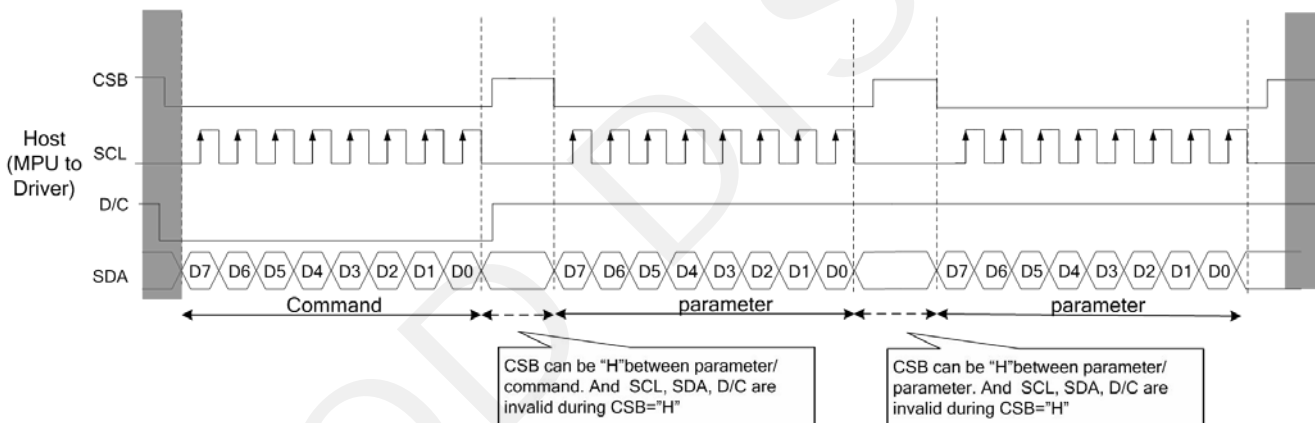 CSB
Host
(MPU to
Driver)
SCL
D/C
SDA
D7 D6 D5 D4 D3 D2 D1 D0 D7 D6 D5 D4 D3 D2 D1 D0 D7 D6 D5 D4 D3 D2 D1 D0
Command parameter parameter
CSB can be “H”between parameter/
command. And SCL, SDA, D/C are
invalid during CSB=”H”
CSB can be “H”between parameter/
parameter. And SCL, SDA, D/C are
invalid during CSB=”H”